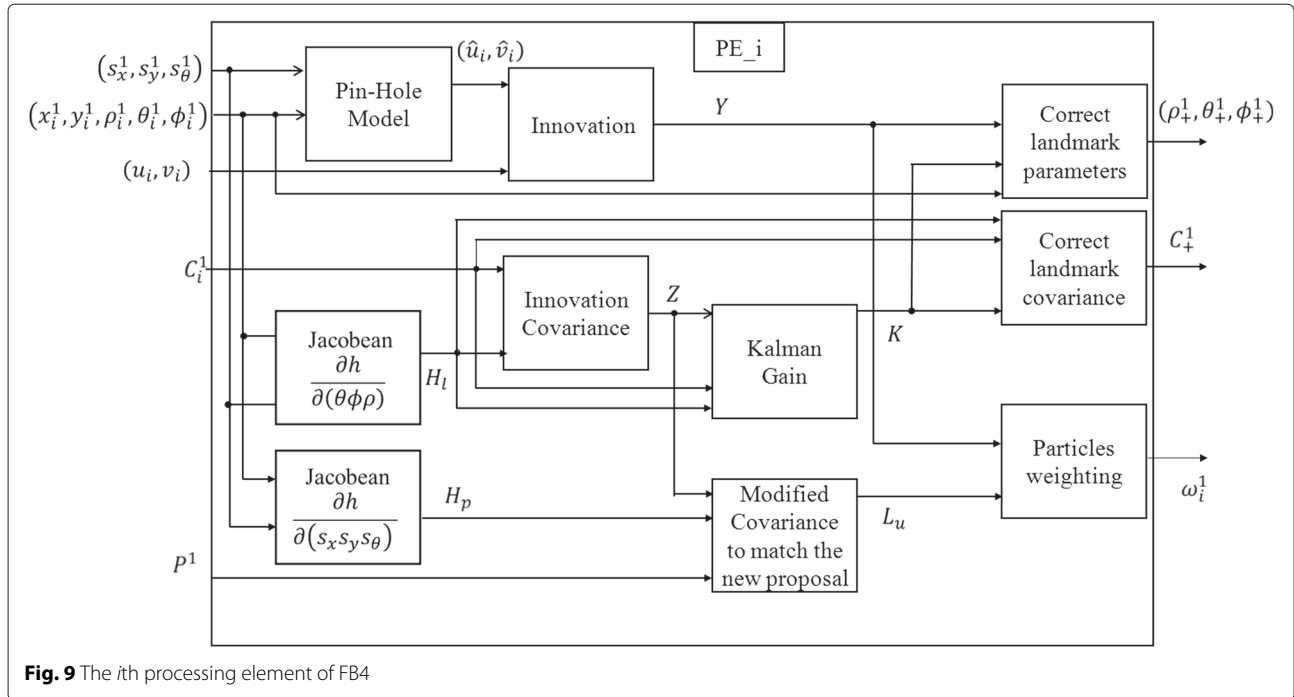 PE_i
(s_x^1, s_y^1, s_θ^1)
(x_i^1, y_i^1, ρ_i^1, θ_i^1, ϕ_i^1)
(u_i, v_i)
Pin-Hole
Model
(û_i, v̂_i)
Innovation
Y
Correct
landmark
parameters
(ρ_+^1, θ_+^1, ϕ_+^1)
C_i^1
Innovation
Covariance
Z
Correct
landmark
covariance
C_+^1
Jacobean
∂h
∂(θϕρ)
H_l
Kalman
Gain
K
Jacobean
∂h
∂(s_x s_y s_θ)
H_p
P^1
Modified
Covariance
to match the
new proposal
L_u
Particles
weighting
ω_i^1
Fig. 9 The ith processing element of FB4